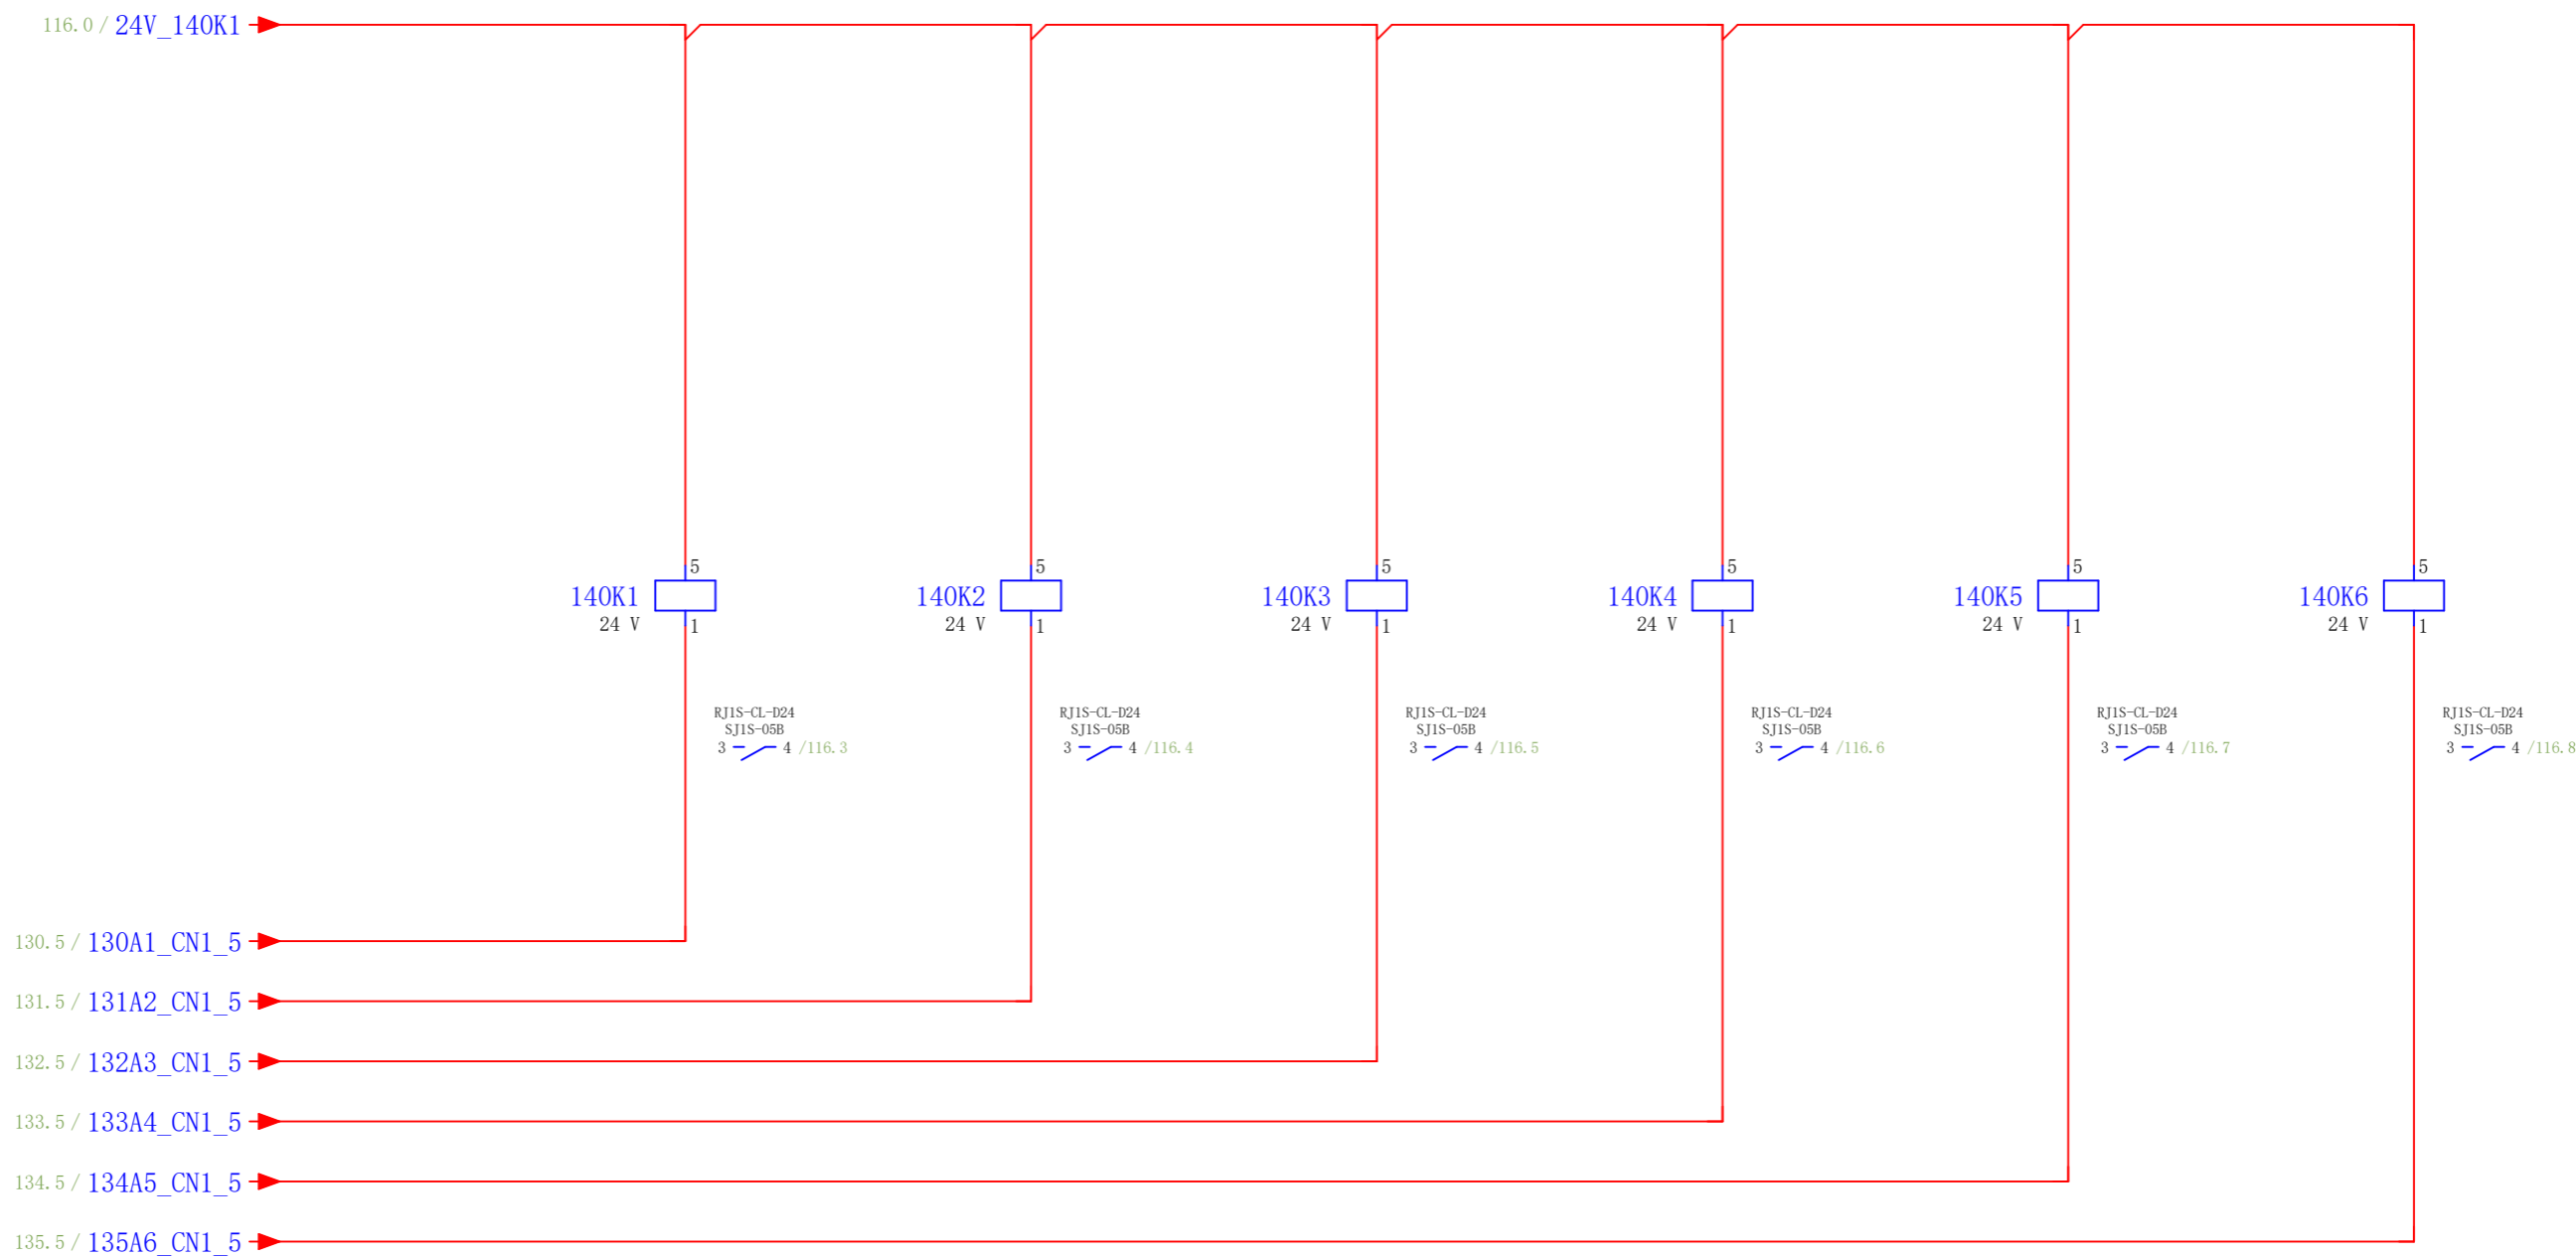 116.0 / 24V_140K1
5 5 5 5 5 5
140K1 140K2 140K3 140K4 140K5 140K6
24 V 24 V 24 V 24 V 24 V 24 V
1 1 1 1 1 1
RJ1S-CL-D24 RJ1S-CL-D24 RJ1S-CL-D24 RJ1S-CL-D24 RJ1S-CL-D24 RJ1S-CL-D24
SJ1S-05B SJ1S-05B SJ1S-05B SJ1S-05B SJ1S-05B SJ1S-05B
3 4 /116.3 3 4 /116.4 3 4 /116.5 3 4 /116.6 3 4 /116.7 3 4 /116.8
130.5 / 130A1_CN1_5
131.5 / 131A2_CN1_5
132.5 / 132A3_CN1_5
133.5 / 133A4_CN1_5
134.5 / 134A5_CN1_5
135.5 / 135A6_CN1_5